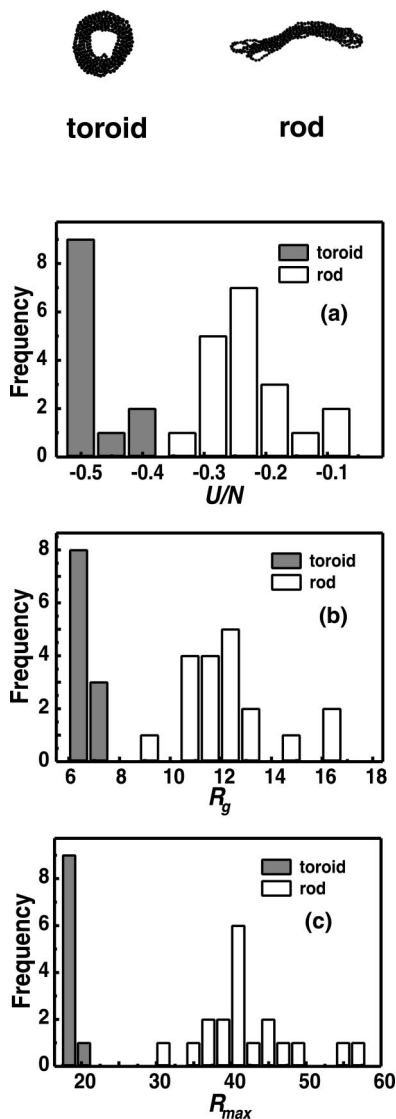 toroid rod
toroid
rod
(a)
Frequency
8
6
4
2
0
-0.5 -0.4 -0.3 -0.2 -0.1
U/N
toroid
rod
(b)
Frequency
8
6
4
2
0
6 8 10 12 14 16 18
Rg
toroid
rod
(c)
Frequency
8
6
4
2
0
20 30 40 50 60
Rmax